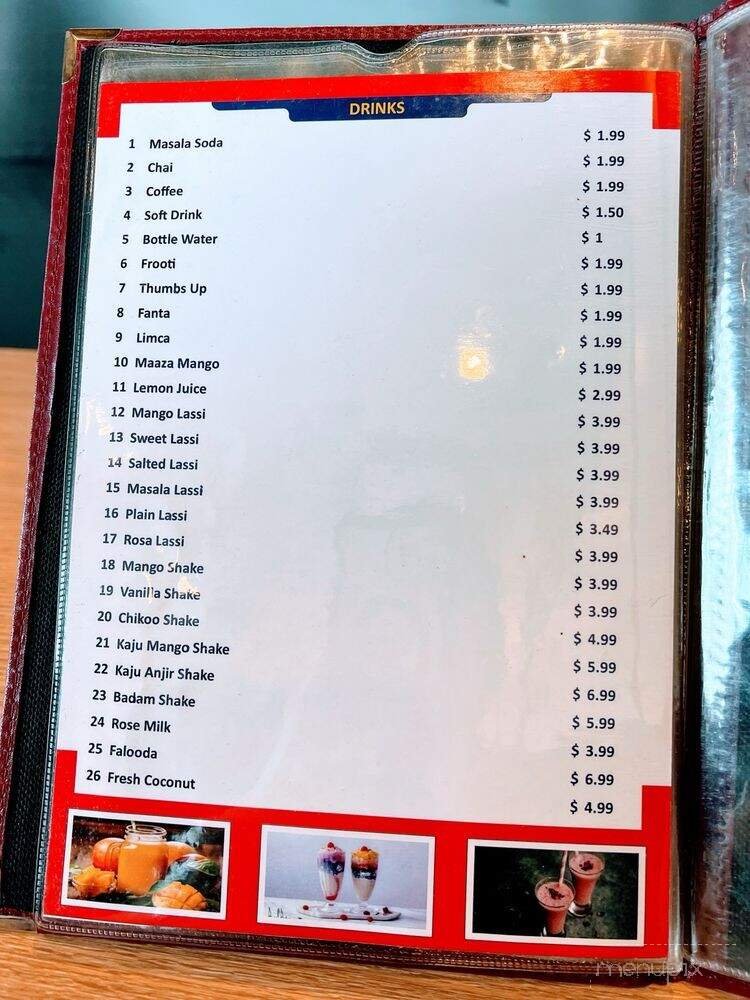 DRINKS
1 Masala Soda $ 1.99
2 Chai $ 1.99
3 Coffee $ 1.99
4 Soft Drink $ 1.50
5 Bottle Water $ 1
6 Frooti $ 1.99
7 Thumbs Up $ 1.99
8 Fanta $ 1.99
9 Limca $ 1.99
10 Maaza Mango $ 1.99
11 Lemon Juice $ 2.99
12 Mango Lassi $ 3.99
13 Sweet Lassi $ 3.99
14 Salted Lassi $ 3.99
15 Masala Lassi $ 3.99
16 Plain Lassi $ 3.49
17 Rosa Lassi $ 3.99
18 Mango Shake $ 3.99
19 Vanilla Shake $ 3.99
20 Chikoo Shake $ 4.99
21 Kaju Mango Shake $ 5.99
22 Kaju Anjir Shake $ 6.99
23 Badam Shake $ 5.99
24 Rose Milk $ 3.99
25 Falooda $ 6.99
26 Fresh Coconut $ 4.99
menupix